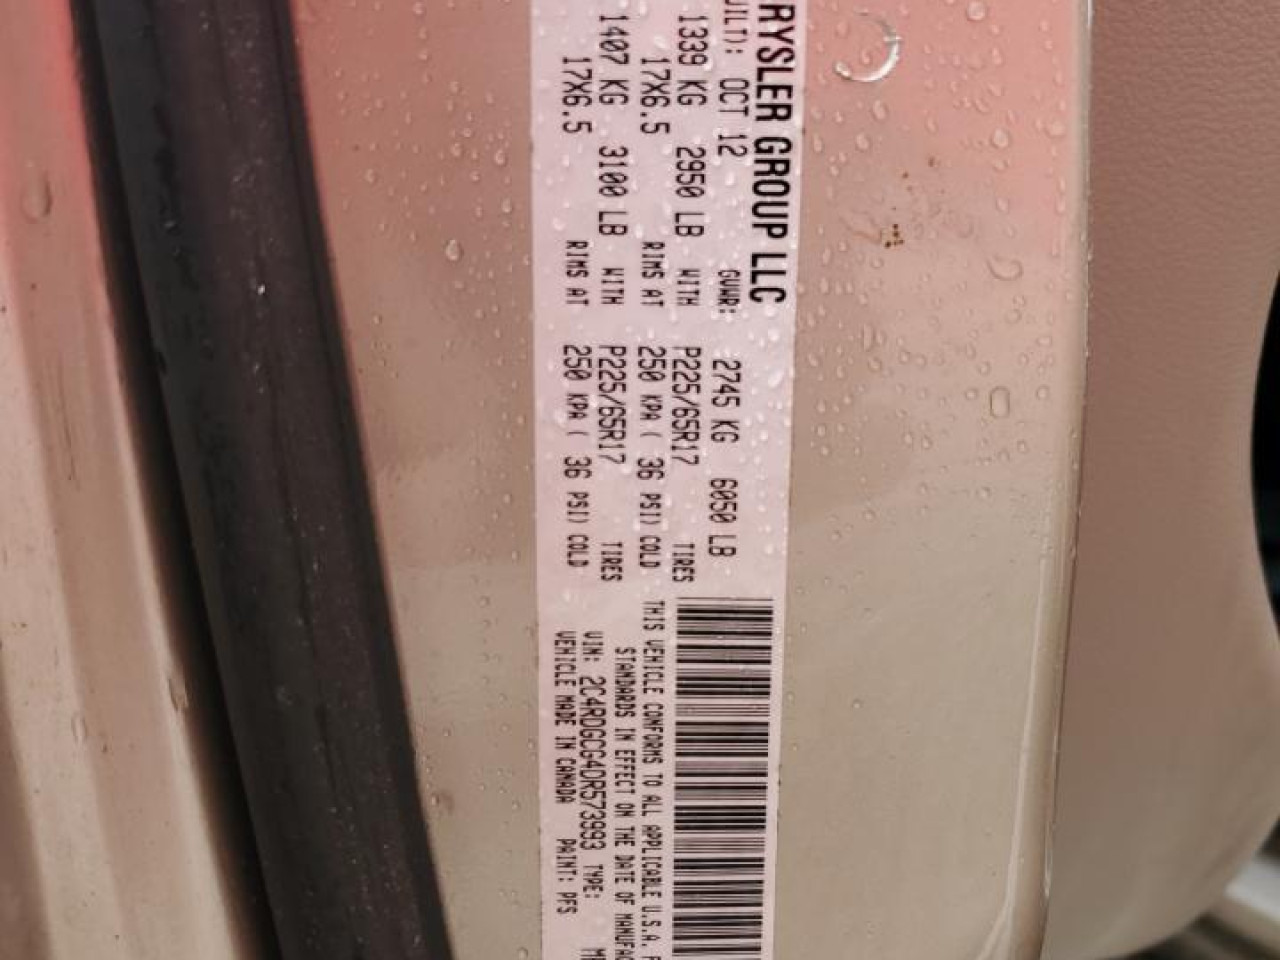 RYSLER GROUP LLC
UILT): OCT 12 GVWR: 2745 KG 6050 LB
1339 KG 2950 LB WITH P225/65R17 TIRES
17X6.5 RIMS AT 250 KPA ( 36 PSI) COLD
1407 KG 3100 LB WITH P225/65R17 TIRES
17X6.5 RIMS AT 250 KPA ( 36 PSI) COLD
THIS VEHICLE CONFORMS TO ALL APPLICABLE U.S.A. F
STANDARDS IN EFFECT ON THE DATE OF MANUFAC
VIN: 2C4RDGCG4DR573993 TYPE: M
VEHICLE MADE IN CANADA PAINT: PFS